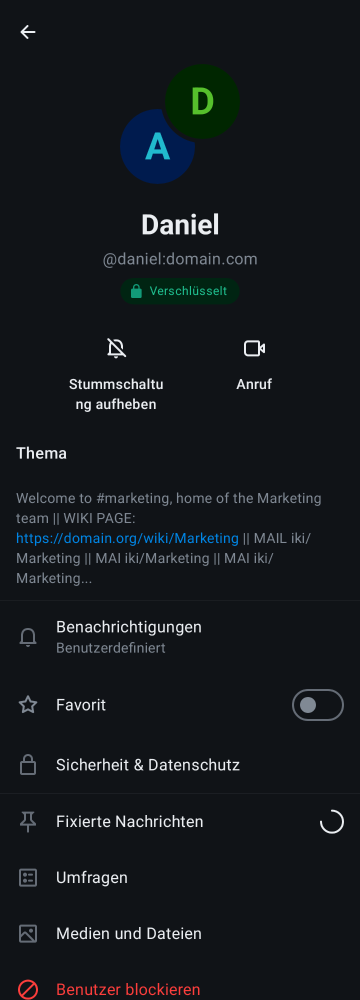 D
A
Daniel
@daniel:domain.com
Verschlüsselt
Stummschaltu
ng aufheben
Anruf
Thema
Welcome to #marketing, home of the Marketing
team || WIKI PAGE:
https://domain.org/wiki/Marketing || MAIL iki/
Marketing || MAI iki/Marketing || MAI iki/
Marketing...
Benachrichtigungen
Benutzerdefiniert
Favorit
Sicherheit & Datenschutz
Fixierte Nachrichten
Umfragen
Medien und Dateien
Benutzer blockieren